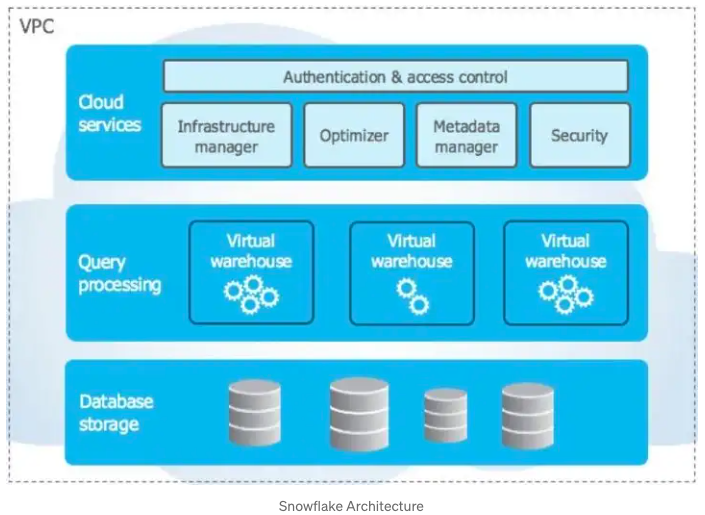 VPC
Cloud
services
Authentication & access control
Infrastructure
manager
Optimizer
Metadata
manager
Security
Query
processing
Virtual
warehouse
Virtual
warehouse
Virtual
warehouse
Database
storage
Snowflake Architecture